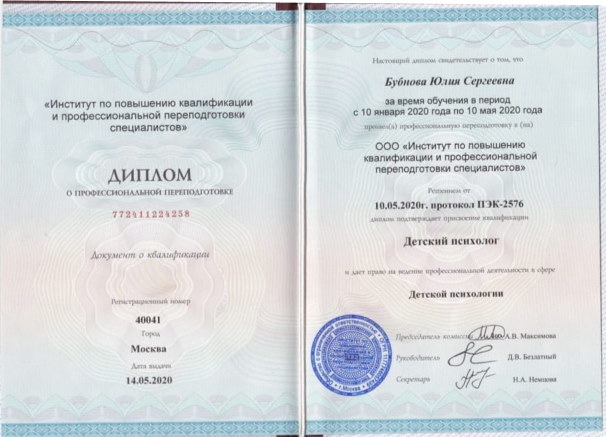 «Институт по повышению квалификации
и профессиональной переподготовки
специалистов»
ДИПЛОМ
О ПРОФЕССИОНАЛЬНОЙ ПЕРЕПОДГОТОВКЕ
772411224258
Документ о квалификации
Регистрационный номер
40041
Город
Москва
Дата выдачи
14.05.2020
Настоящий диплом свидетельствует о том, что
Бубнова Юлия Сергеевна
за время обучения в период
с 10 января 2020 года по 10 мая 2020 года
прошел(а) профессиональную переподготовку в (на)
ООО «Институт по повышению
квалификации и профессиональной
переподготовки специалистов»
Решением от
10.05.2020г. протокол ПЭК-2576
диплом подтверждает присвоение квалификации
Детский психолог
и дает право на ведение профессиональной деятельности в сфере
Детской психологии
Председатель комиссии А.В. Максимова
Руководитель Д.В. Безлатный
Секретарь Н.А. Немцова